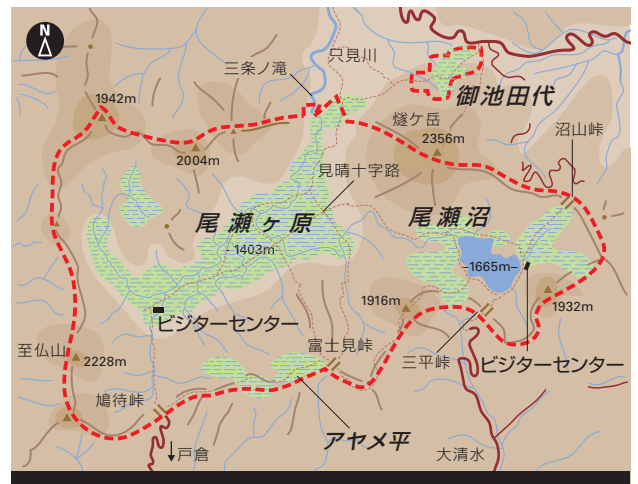 N
只見川
三条ノ滝
1942m
御池田代
燧ケ岳
2356m
沼山峠
2004m
見晴十字路
尾瀬ヶ原
尾瀬沼
1403m
1665m
1916m
1932m
ビジターセンター
富士見峠
至仏山
2228m
三平峠
ビジターセンター
鳩待峠
アヤメ平
戸倉
大清水